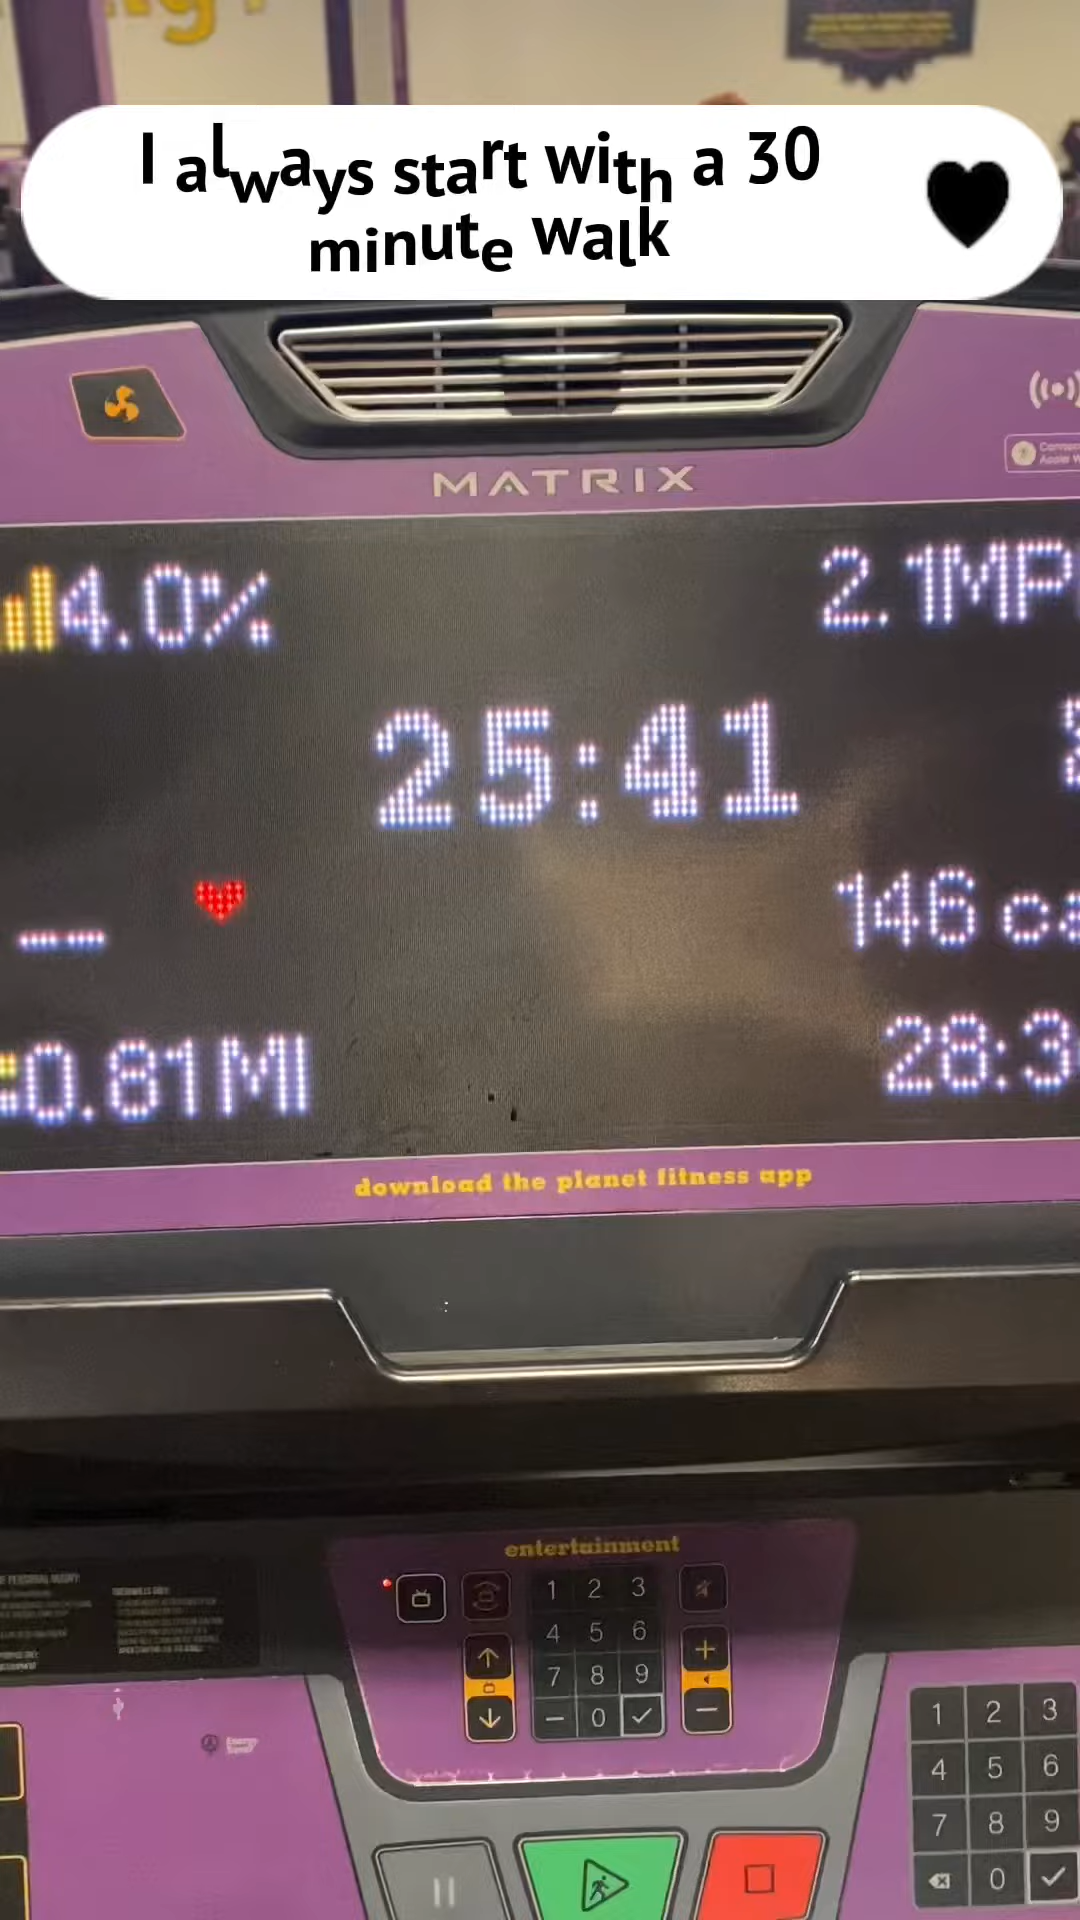 I always start with a 30
minute walk
MATRIX
4.0%
2.1MP
25:41
146 ca
0.81MI
28:3
download the planet fitness app
entertainment
1 2 3
4 5 6
7 8 9
0
1 2 3
4 5 6
7 8 9
0